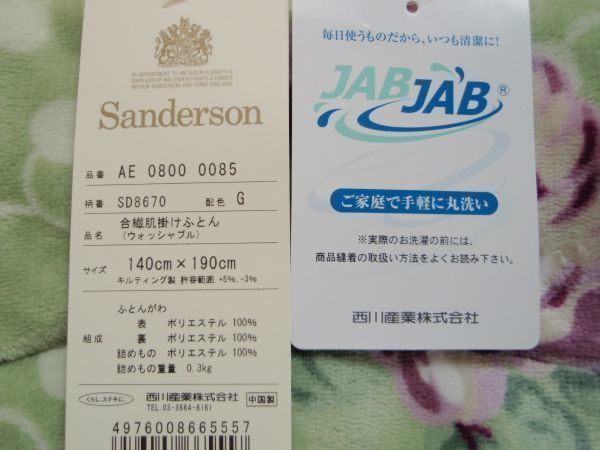 BY APPOINTMENT TO HM QUEEN ELIZABETH II
SUPPLIERS OF WALLPAPERS PAINTS & FABRICS
ARTHUR SANDERSON AND SONS ENGLAND
Sanderson
品番 AE 0800 0085
柄番 SD8670 配色 G
品名 合繊肌掛けふとん
(ウォッシャブル)
サイズ 140cm×190cm
キルティング製 許容範囲 +5%,-3%
ふとんがわ
表 ポリエステル 100%
組成 裏 ポリエステル 100%
詰めもの ポリエステル 100%
詰めもの重量 0.3kg
くらし、ステキに。 西川産業株式会社 中国製
TEL.03-3664-8161
4976008665557
毎日使うものだから、いつも清潔に!
JAB JAB®
ご家庭で手軽に丸洗い
※実際のお洗濯の前には、
商品縫着の取扱い方法をよくお読み下さい。
西川産業株式会社